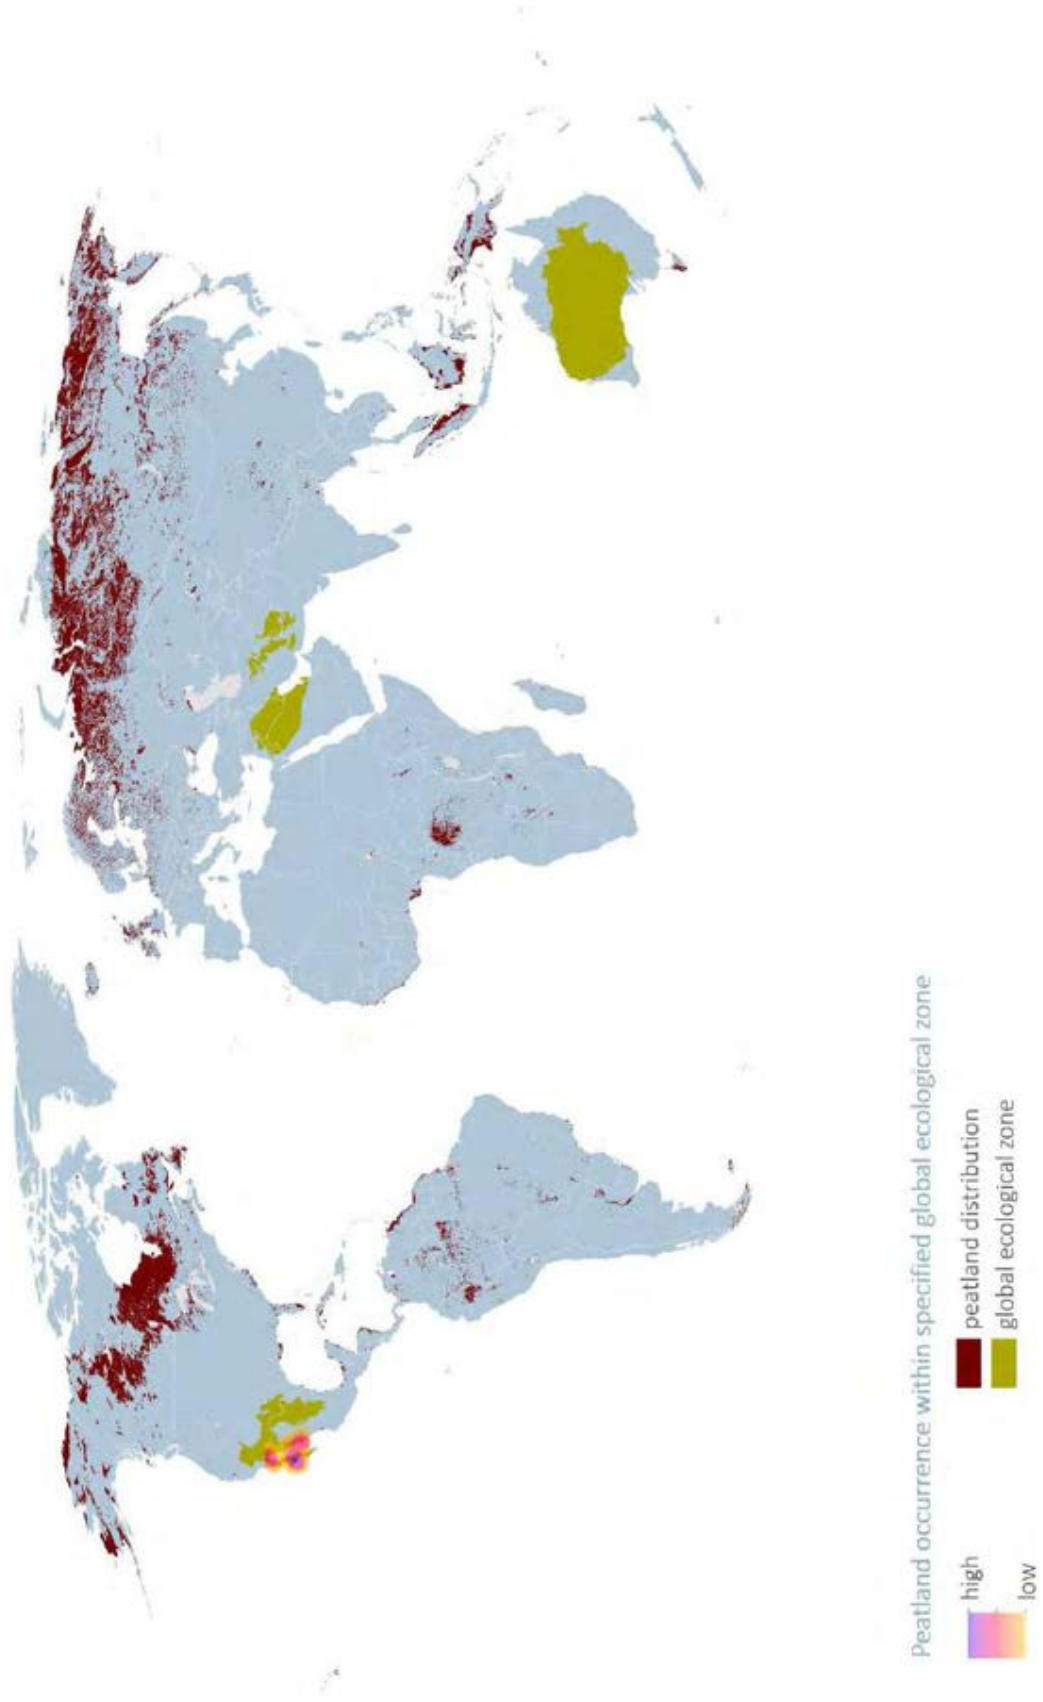 Peatland occurrence within specified global ecological zone
high
low
peatland distribution
global ecological zone